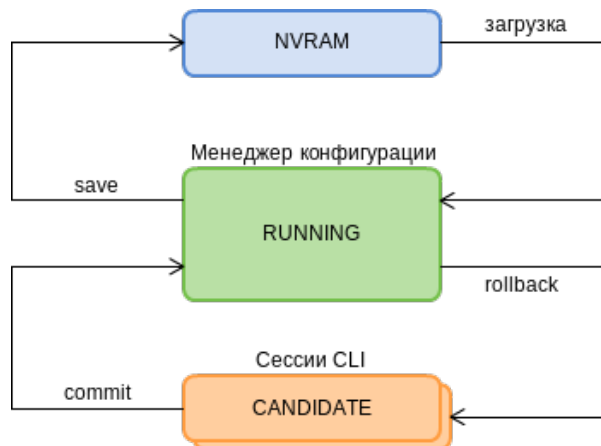 загрузка
NVRAM
Менеджер конфигурации
save
RUNNING
rollback
Сессии CLI
commit
CANDIDATE